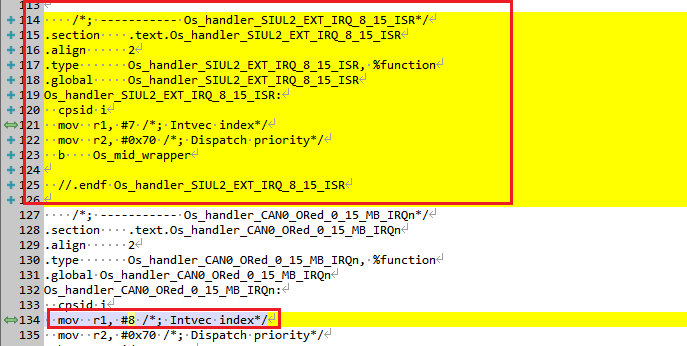 113
114 /*; ------------ Os_handler_SIUL2_EXT_IRQ_8_15_ISR*/
115 .section .text.Os_handler_SIUL2_EXT_IRQ_8_15_ISR
116 .align 2
117 .type Os_handler_SIUL2_EXT_IRQ_8_15_ISR, %function
118 .global Os_handler_SIUL2_EXT_IRQ_8_15_ISR
119 Os_handler_SIUL2_EXT_IRQ_8_15_ISR:
120 cpsid i
121 mov r1, #7 /*; Intvec index*/
122 mov r2, #0x70 /*; Dispatch priority*/
123 b Os_mid_wrapper
124
125 //.endf Os_handler_SIUL2_EXT_IRQ_8_15_ISR
126
127 /*; ------------ Os_handler_CAN0_ORed_0_15_MB_IRQn*/
128 .section .text.Os_handler_CAN0_ORed_0_15_MB_IRQn
129 .align 2
130 .type Os_handler_CAN0_ORed_0_15_MB_IRQn, %function
131 .global Os_handler_CAN0_ORed_0_15_MB_IRQn
132 Os_handler_CAN0_ORed_0_15_MB_IRQn:
133 cpsid i
134 mov r1, #8 /*; Intvec index*/
135 mov r2, #0x70 /*; Dispatch priority*/